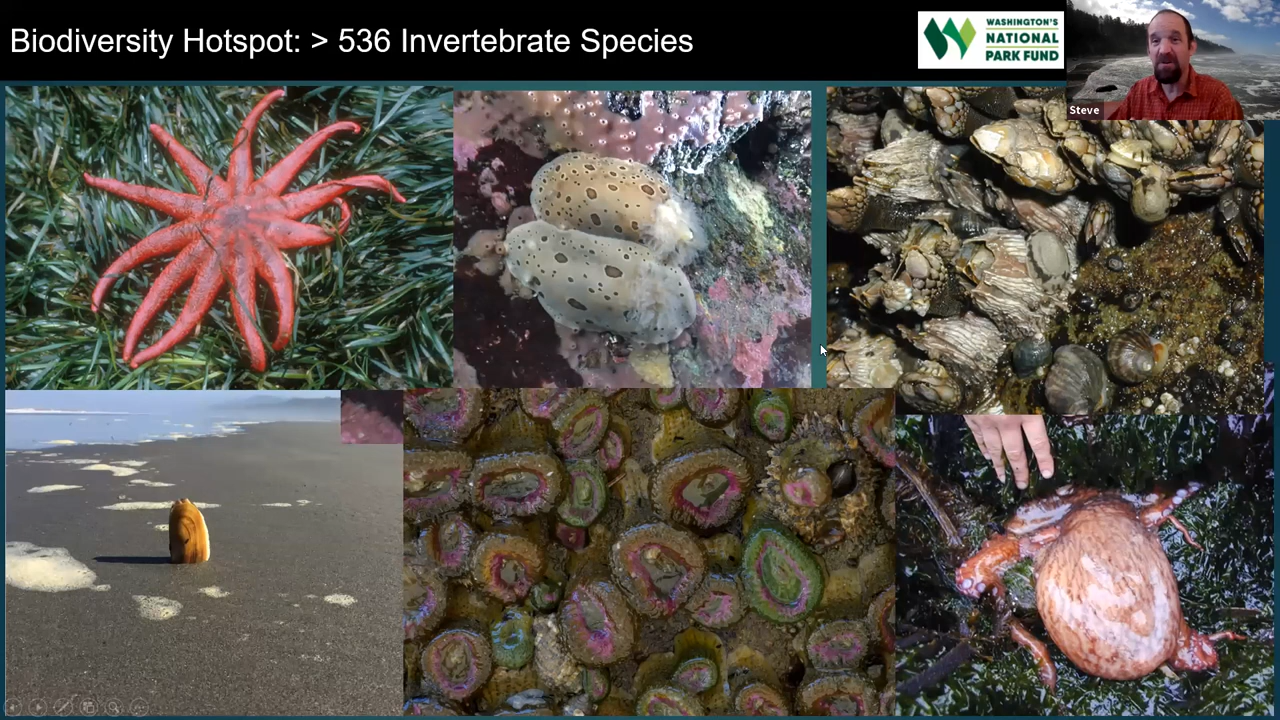 Biodiversity Hotspot: > 536 Invertebrate Species
WASHINGTON'S
NATIONAL
PARK FUND
Steve